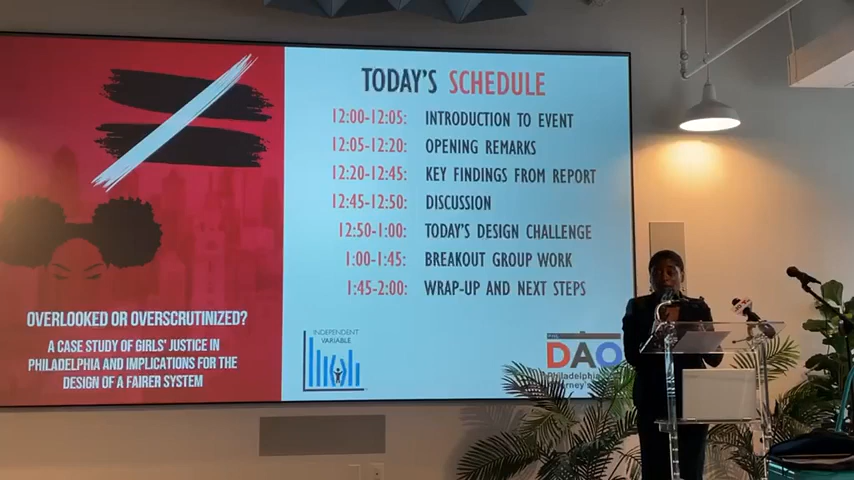 TODAY'S SCHEDULE
12:00-12:05: INTRODUCTION TO EVENT
12:05-12:20: OPENING REMARKS
12:20-12:45: KEY FINDINGS FROM REPORT
12:45-12:50: DISCUSSION
12:50-1:00: TODAY'S DESIGN CHALLENGE
1:00-1:45: BREAKOUT GROUP WORK
1:45-2:00: WRAP-UP AND NEXT STEPS
OVERLOOKED OR OVERSCRUTINIZED?
A CASE STUDY OF GIRLS' JUSTICE IN
PHILADELPHIA AND IMPLICATIONS FOR THE
DESIGN OF A FAIRER SYSTEM
INDEPENDENT
VARIABLE
DAO
Philadelphia